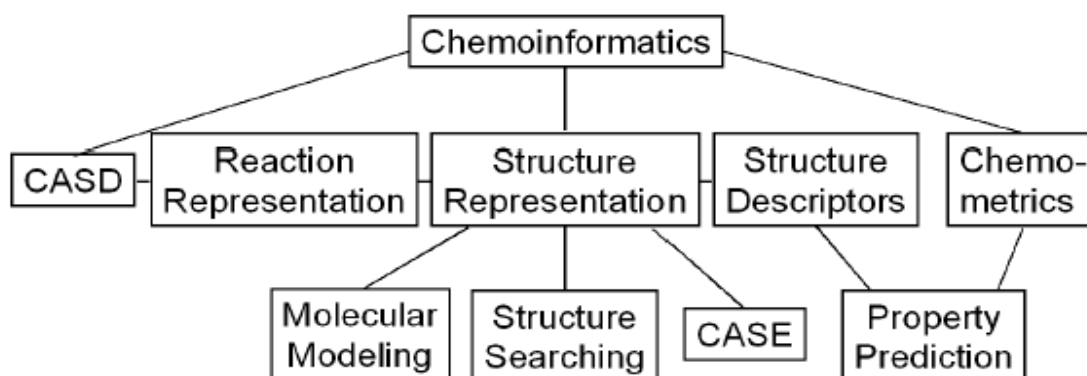 Chemoinformatics
CASD
Reaction
Representation
Structure
Representation
Structure
Descriptors
Chemo-
metrics
Molecular
Modeling
Structure
Searching
CASE
Property
Prediction